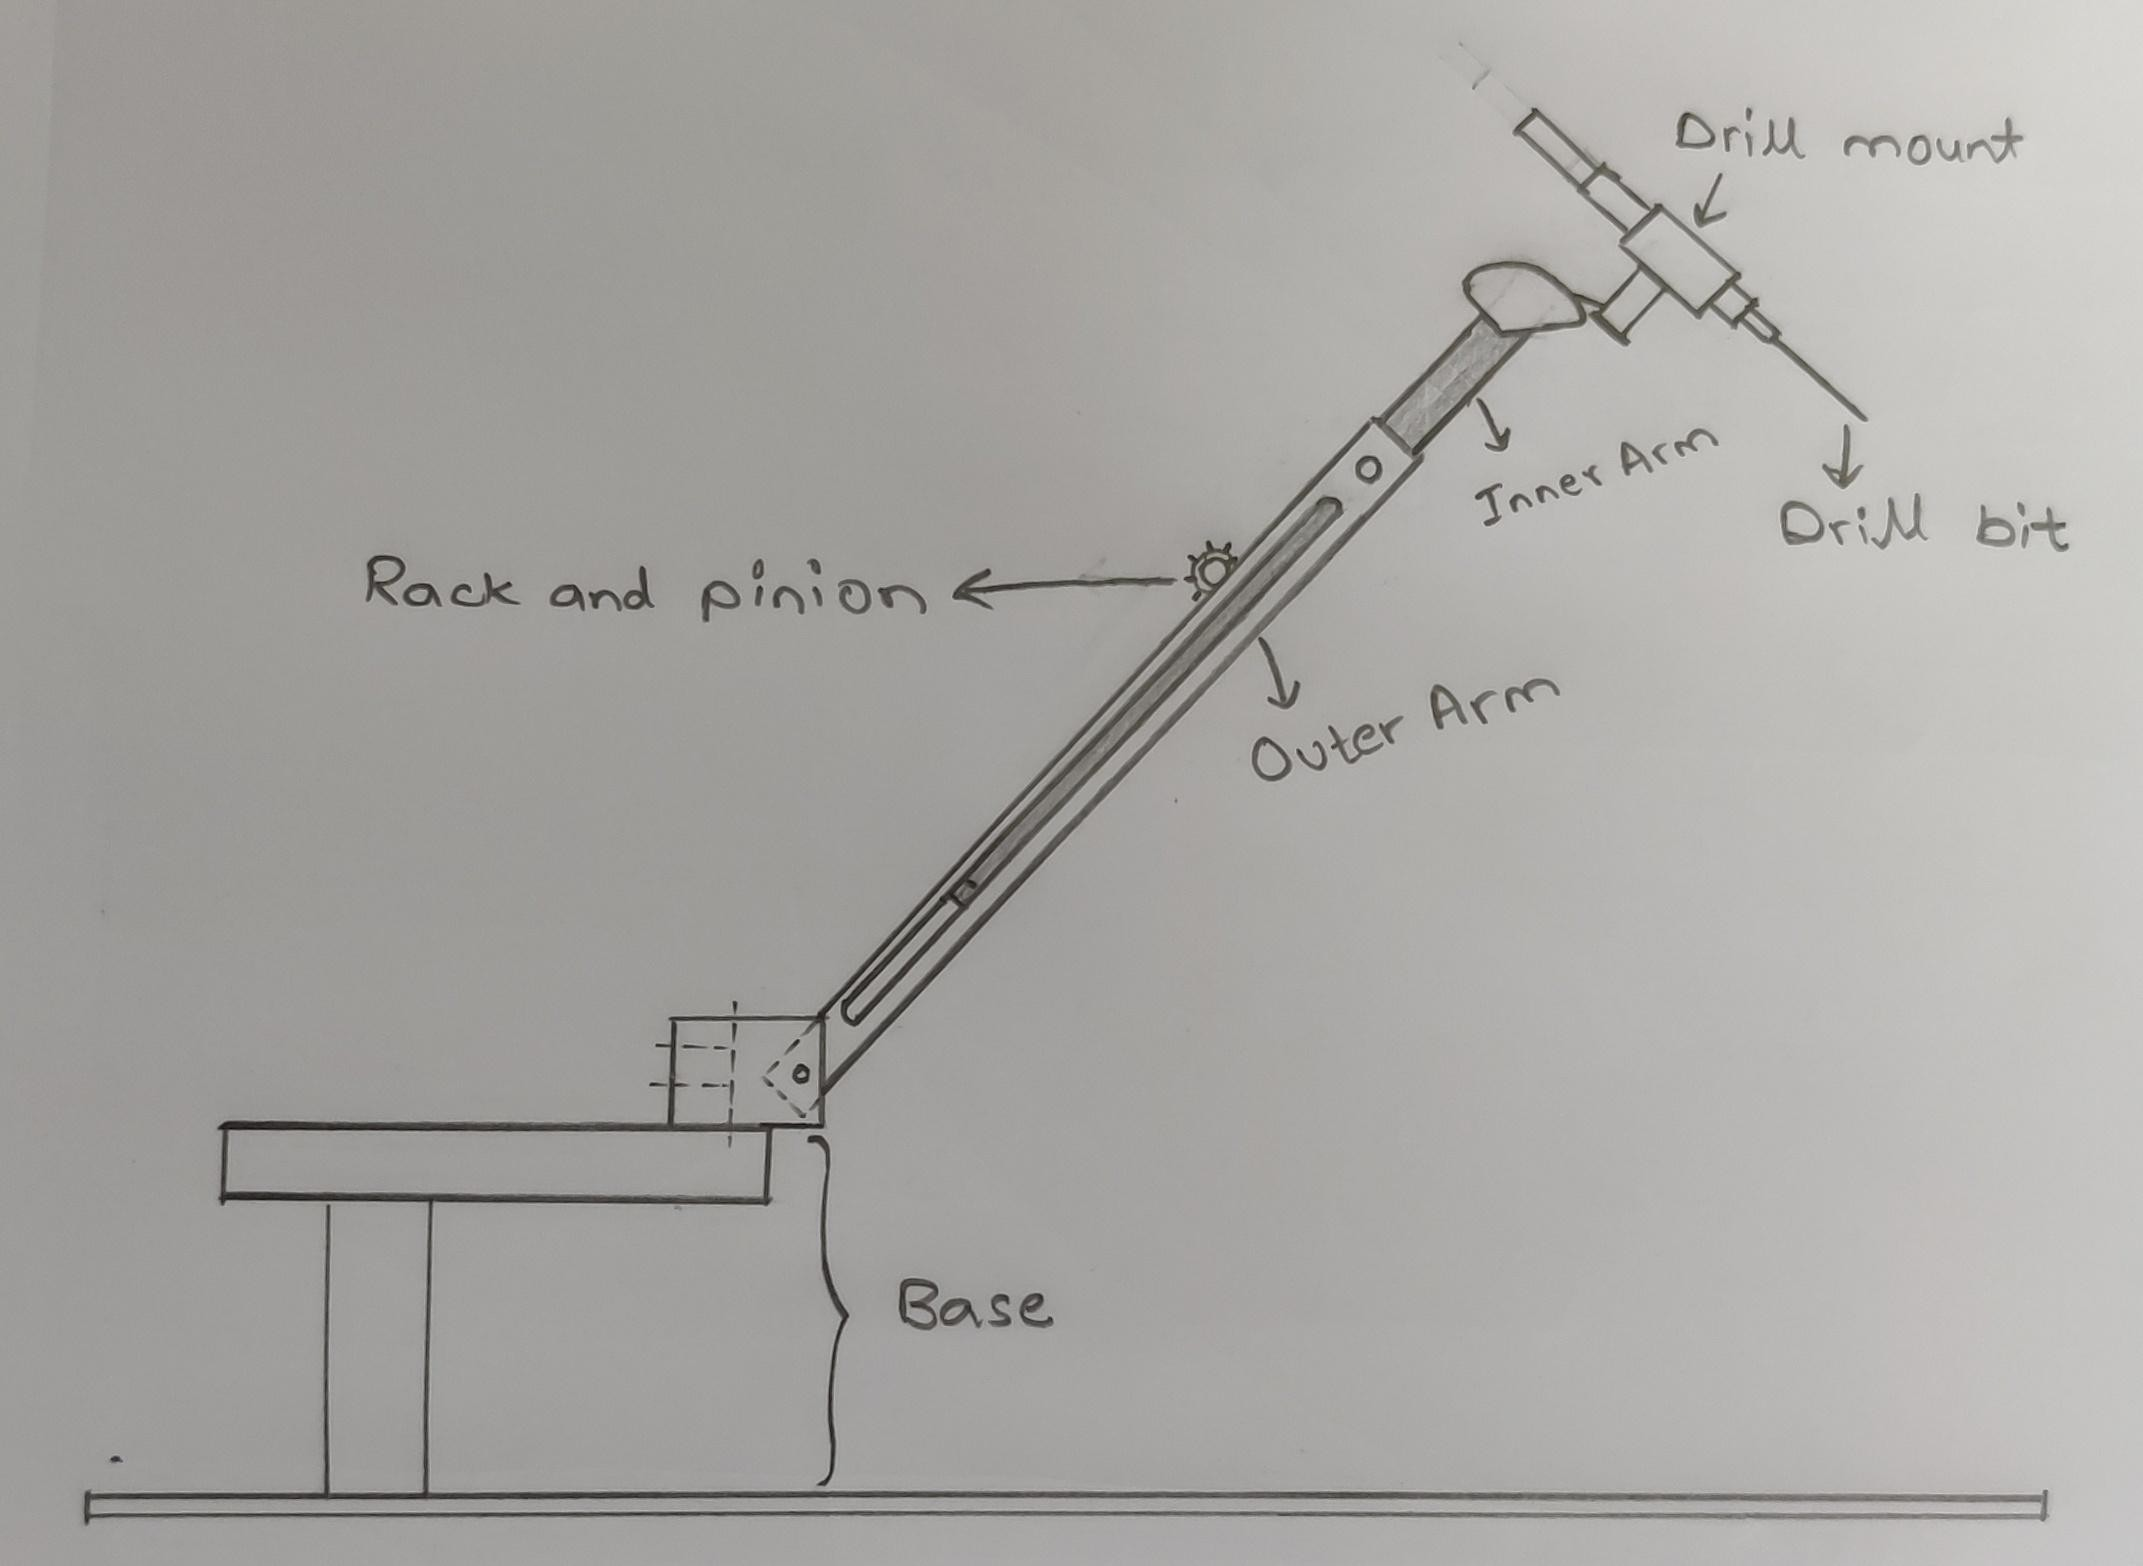 Drill mount
Inner Arm
Drill bit
Rack and pinion
Outer Arm
Base